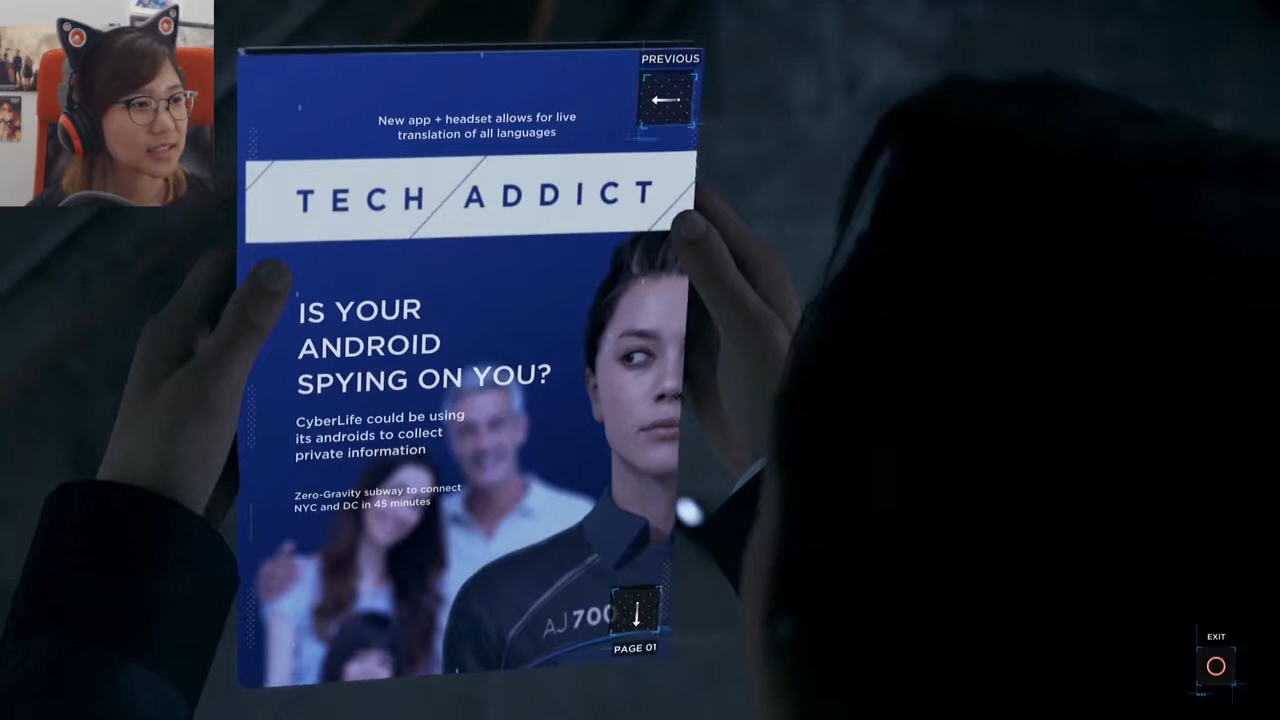 PREVIOUS
New app + headset allows for live
translation of all languages
TECH ADDICT
IS YOUR
ANDROID
SPYING ON YOU?
CyberLife could be using
its androids to collect
private information
Zero-Gravity subway to connect
NYC and DC in 45 minutes
AJ700
PAGE 01
EXIT